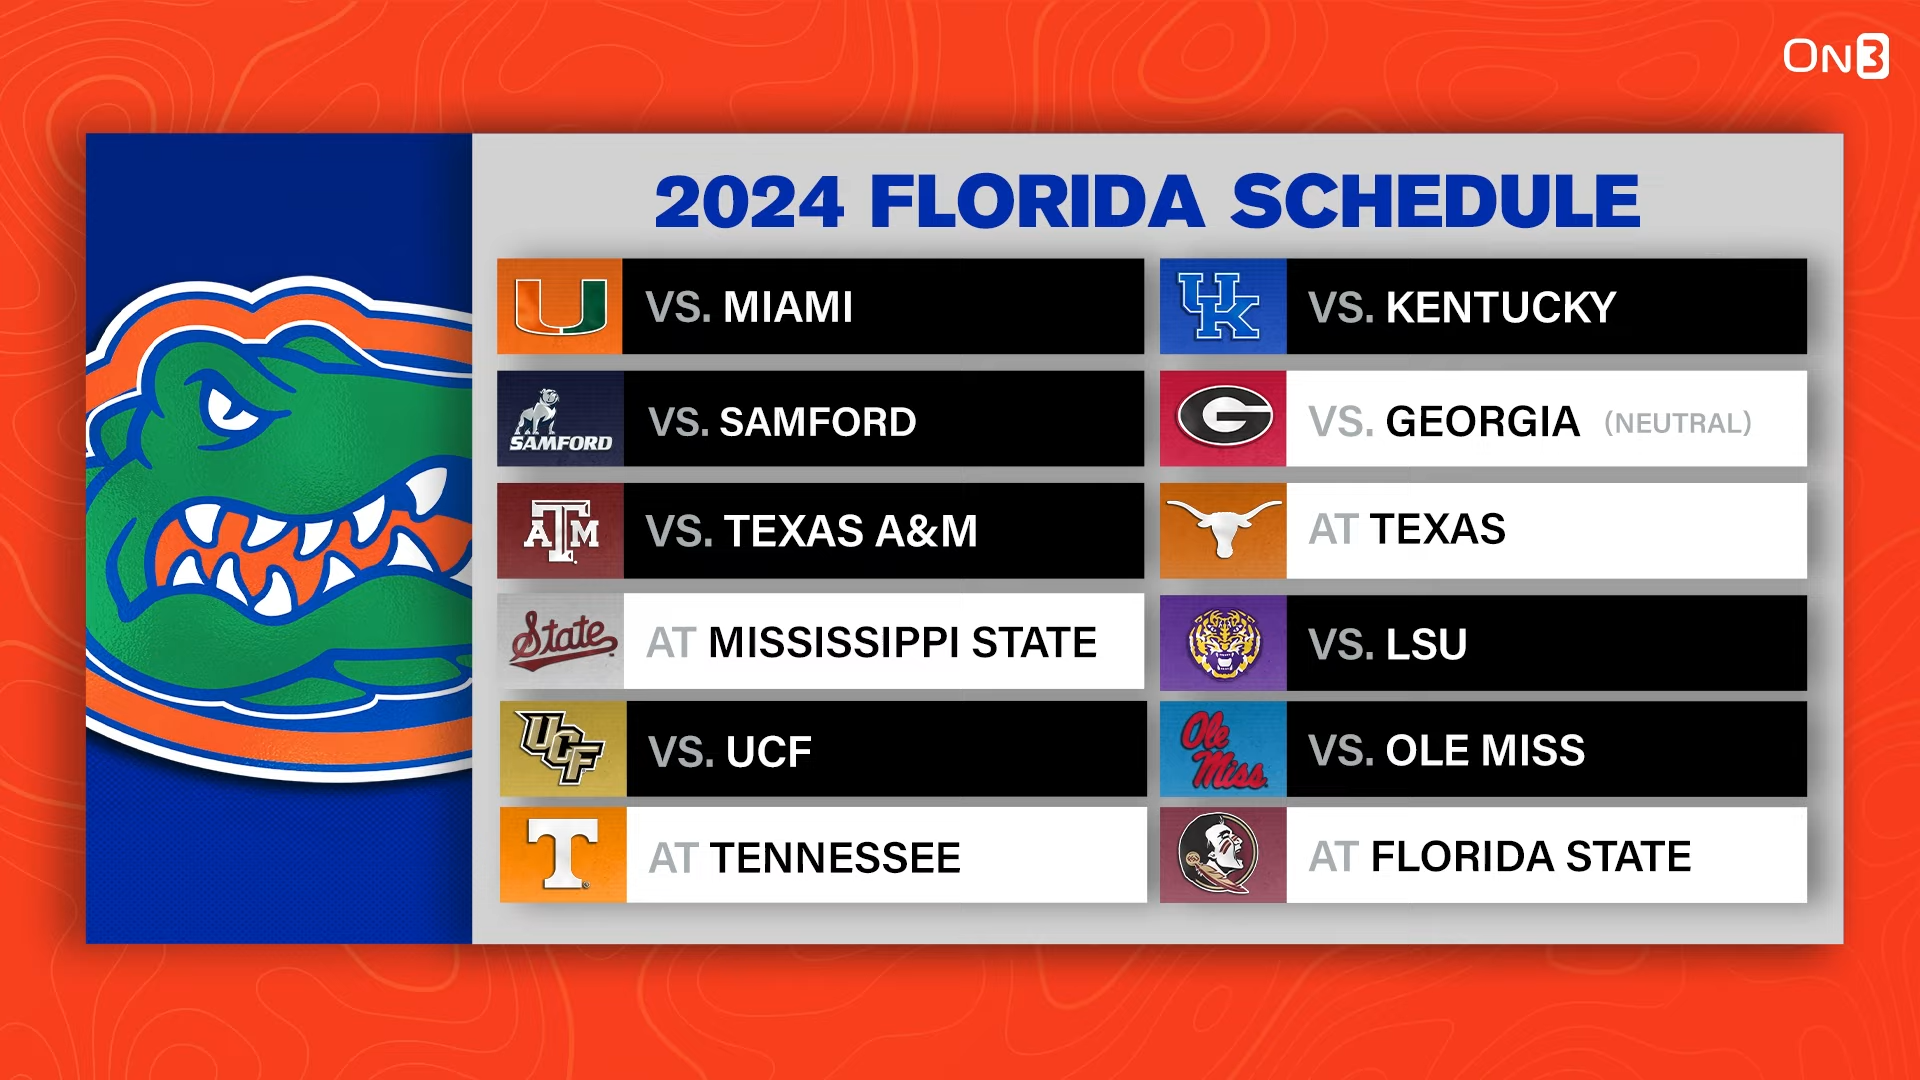 ON3
2024 FLORIDA SCHEDULE
VS. MIAMI
SAMFORD
VS. SAMFORD
ATM
VS. TEXAS A&M
State
AT MISSISSIPPI STATE
UCF
VS. UCF
T
AT TENNESSEE
U
UK
VS. KENTUCKY
G
VS. GEORGIA (NEUTRAL)
AT TEXAS
VS. LSU
Ole
Miss
VS. OLE MISS
AT FLORIDA STATE